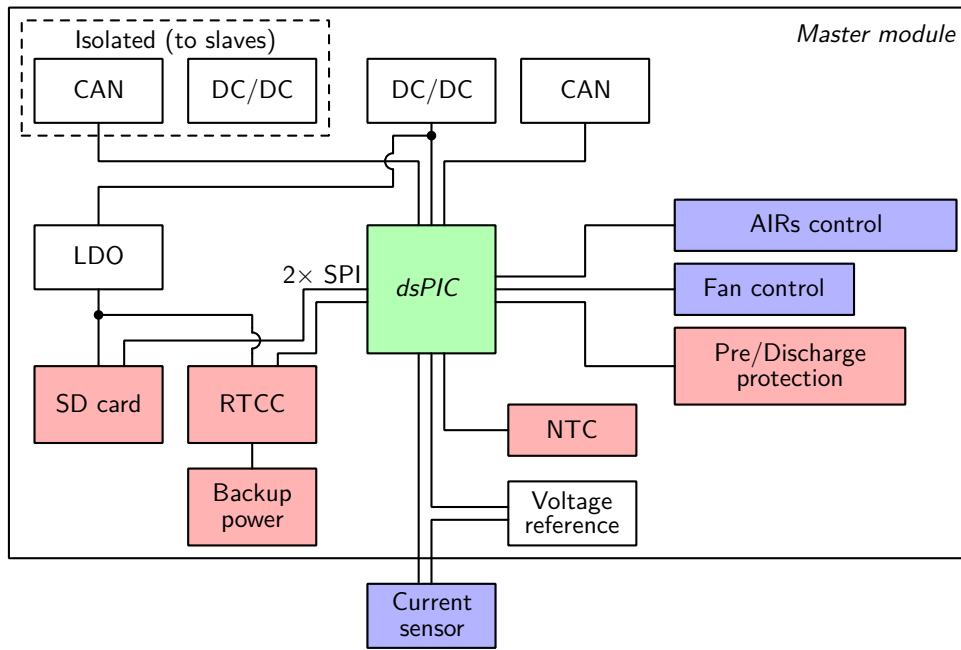 Isolated (to slaves)
Master module
CAN
DC/DC
DC/DC
CAN
LDO
2× SPI
dsPIC
AIRs control
Fan control
Pre/Discharge
protection
SD card
RTCC
NTC
Backup
power
Voltage
reference
Current
sensor